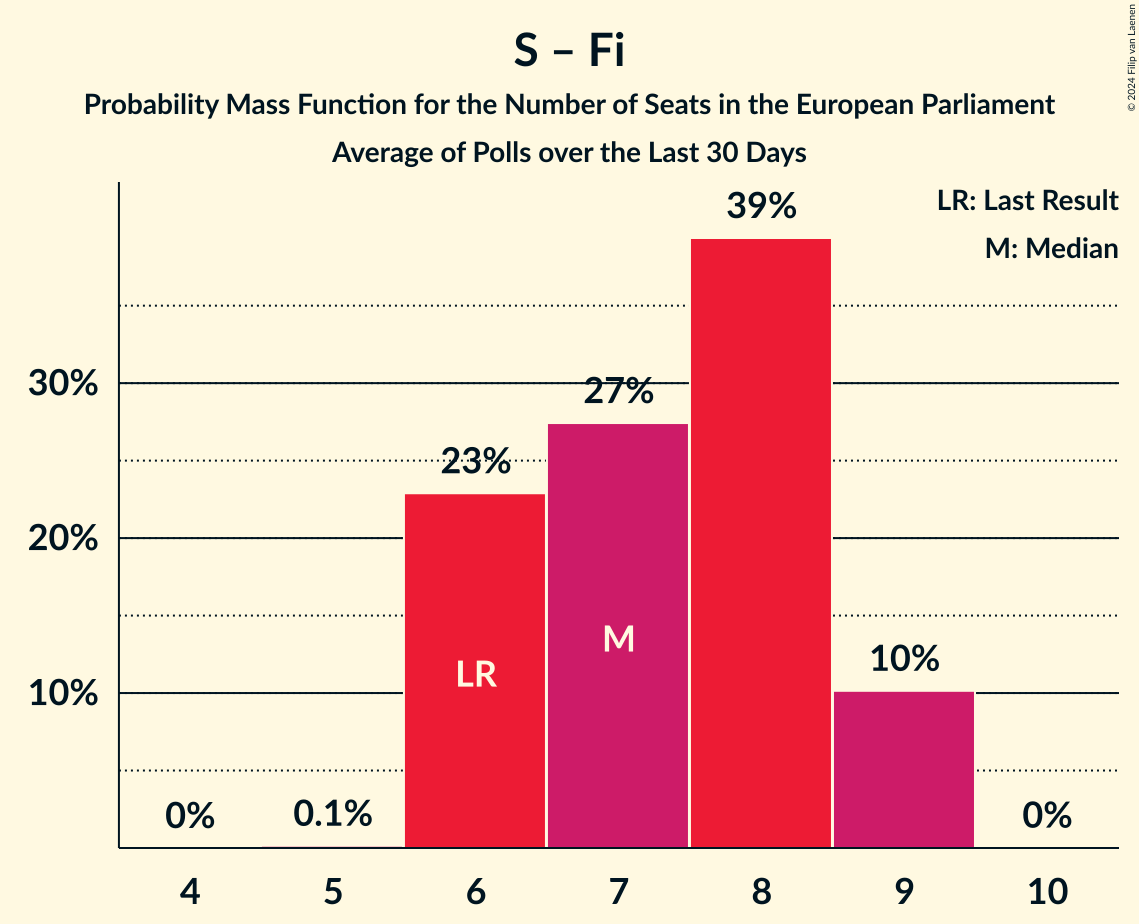 S – Fi
Probability Mass Function for the Number of Seats in the European Parliament
Average of Polls over the Last 30 Days
© 2024 Filip van Laenen
LR: Last Result
M: Median
39%
30%
27%
23%
20%
M
LR
10%
10%
0%
0.1%
0%
4
5
6
7
8
9
10